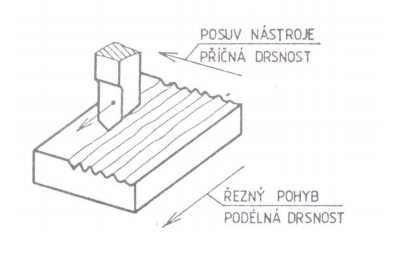 POSUV NÁSTROJE
PŘÍČNÁ DRSNOST
ŘEZNÝ POHYB
PODÉLNÁ DRSNOST